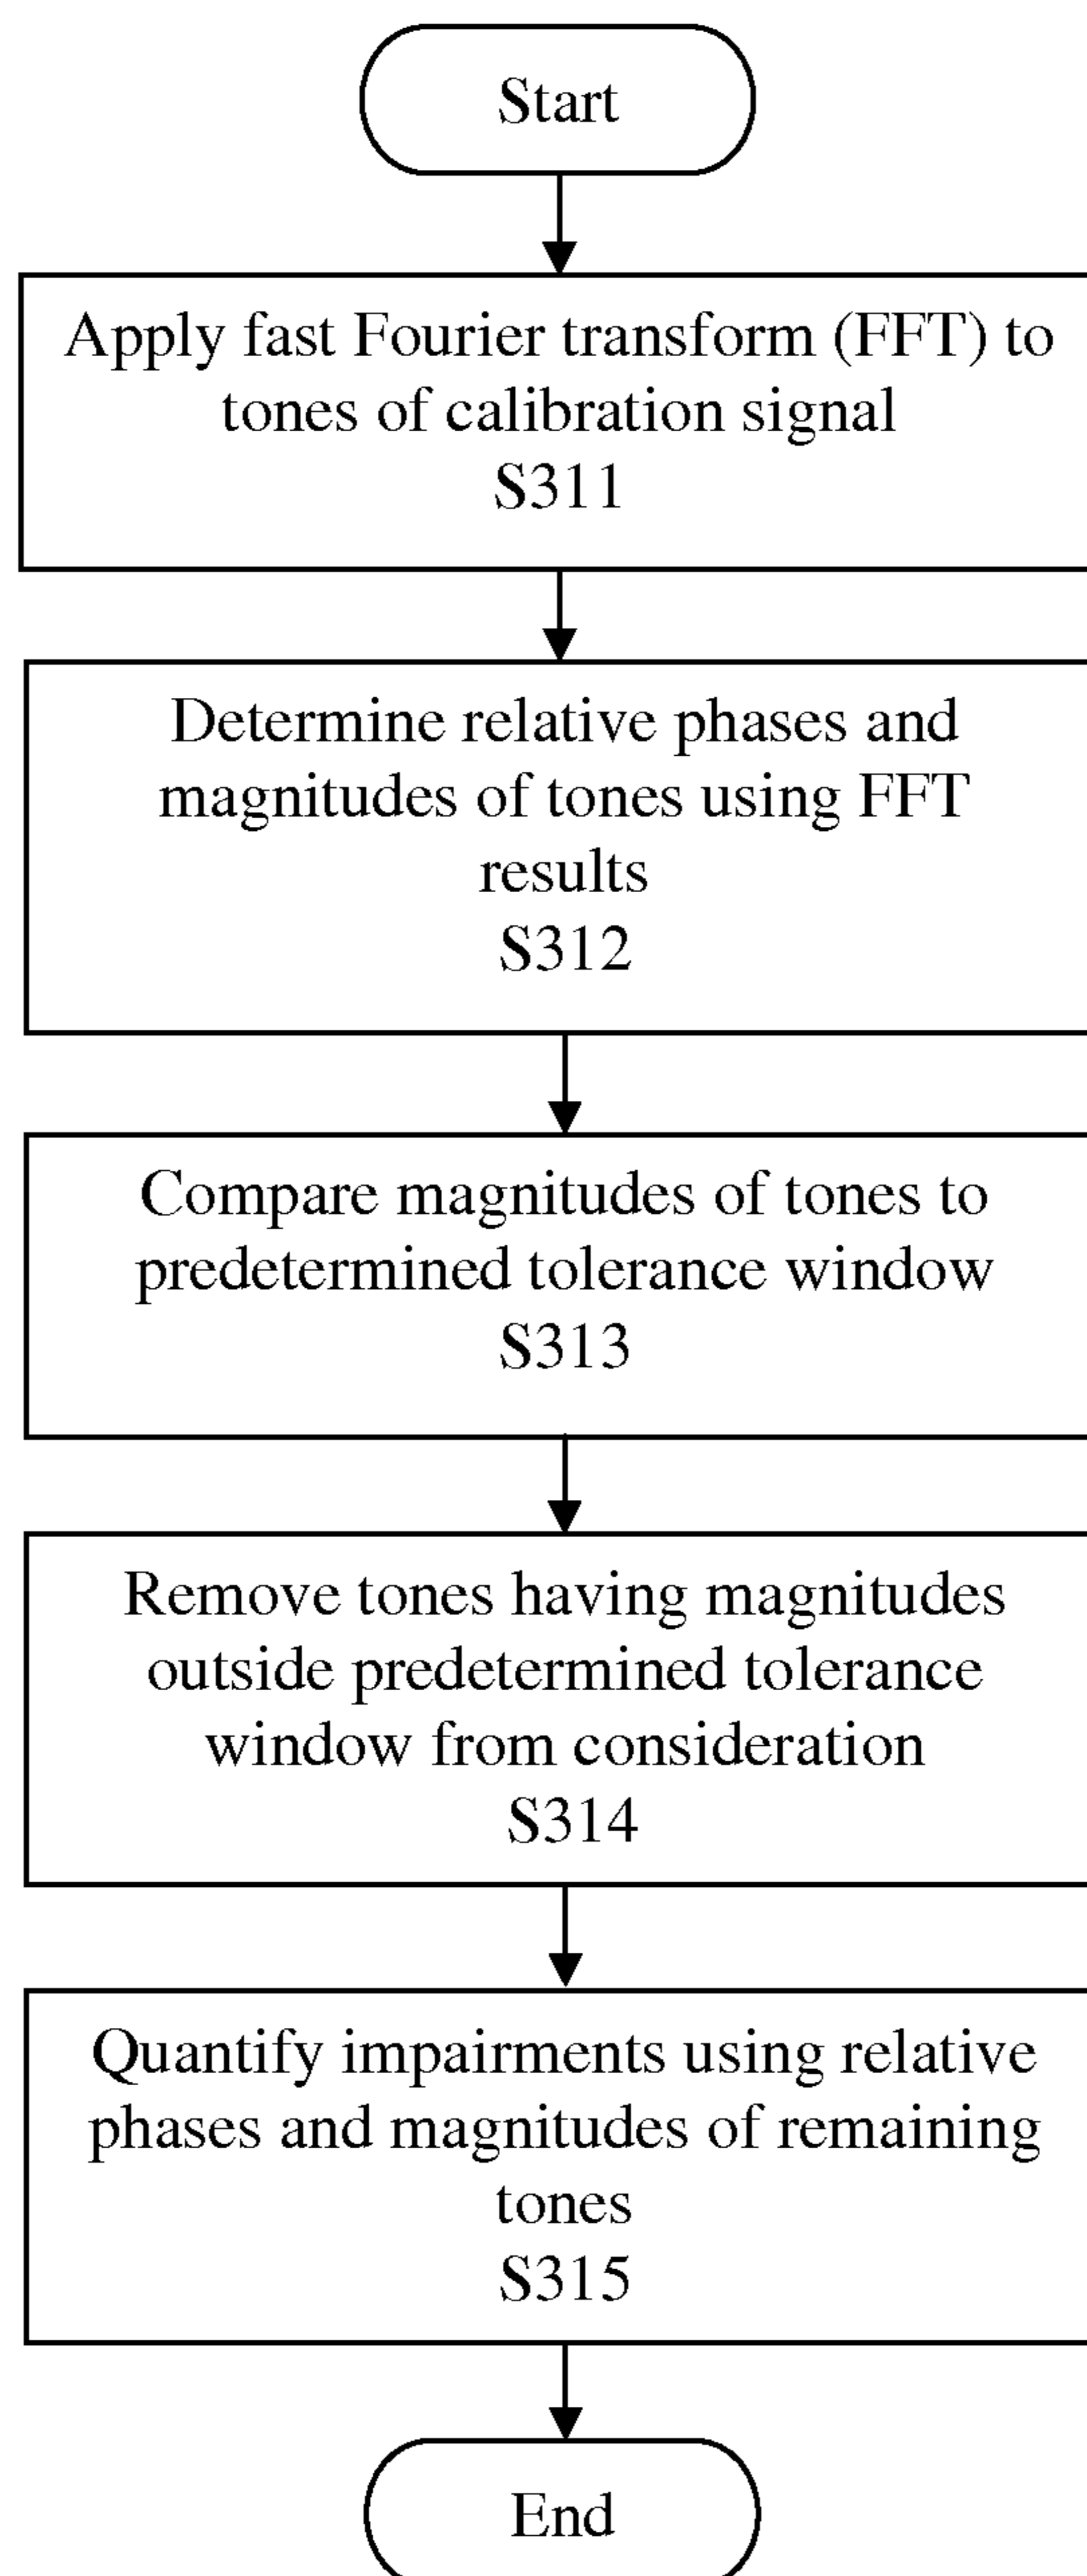 Start
Apply fast Fourier transform (FFT) to
tones of calibration signal
S311
Determine relative phases and
magnitudes of tones using FFT
results
S312
Compare magnitudes of tones to
predetermined tolerance window
S313
Remove tones having magnitudes
outside predetermined tolerance
window from consideration
S314
Quantify impairments using relative
phases and magnitudes of remaining
tones
S315
End